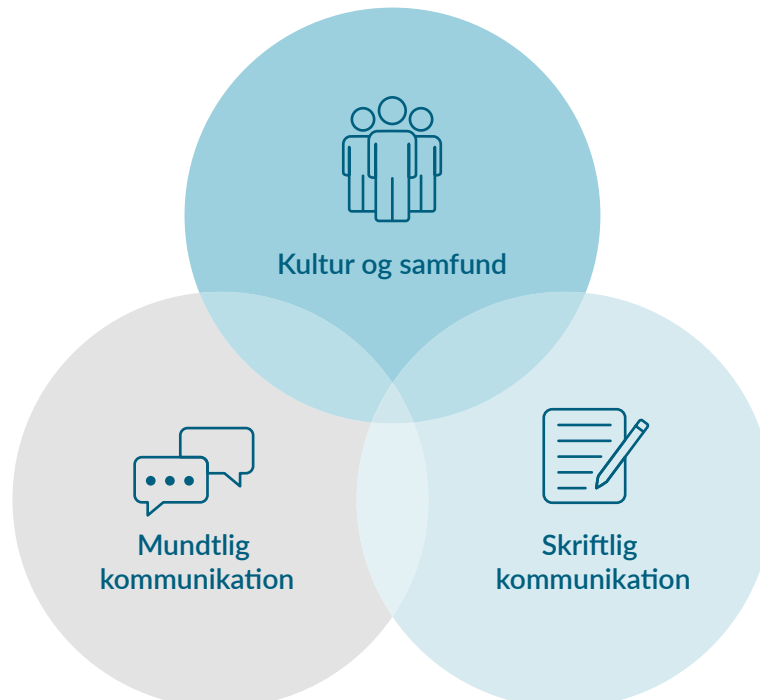 Kultur og samfund
Mundtlig
kommunikation
Skriftlig
kommunikation